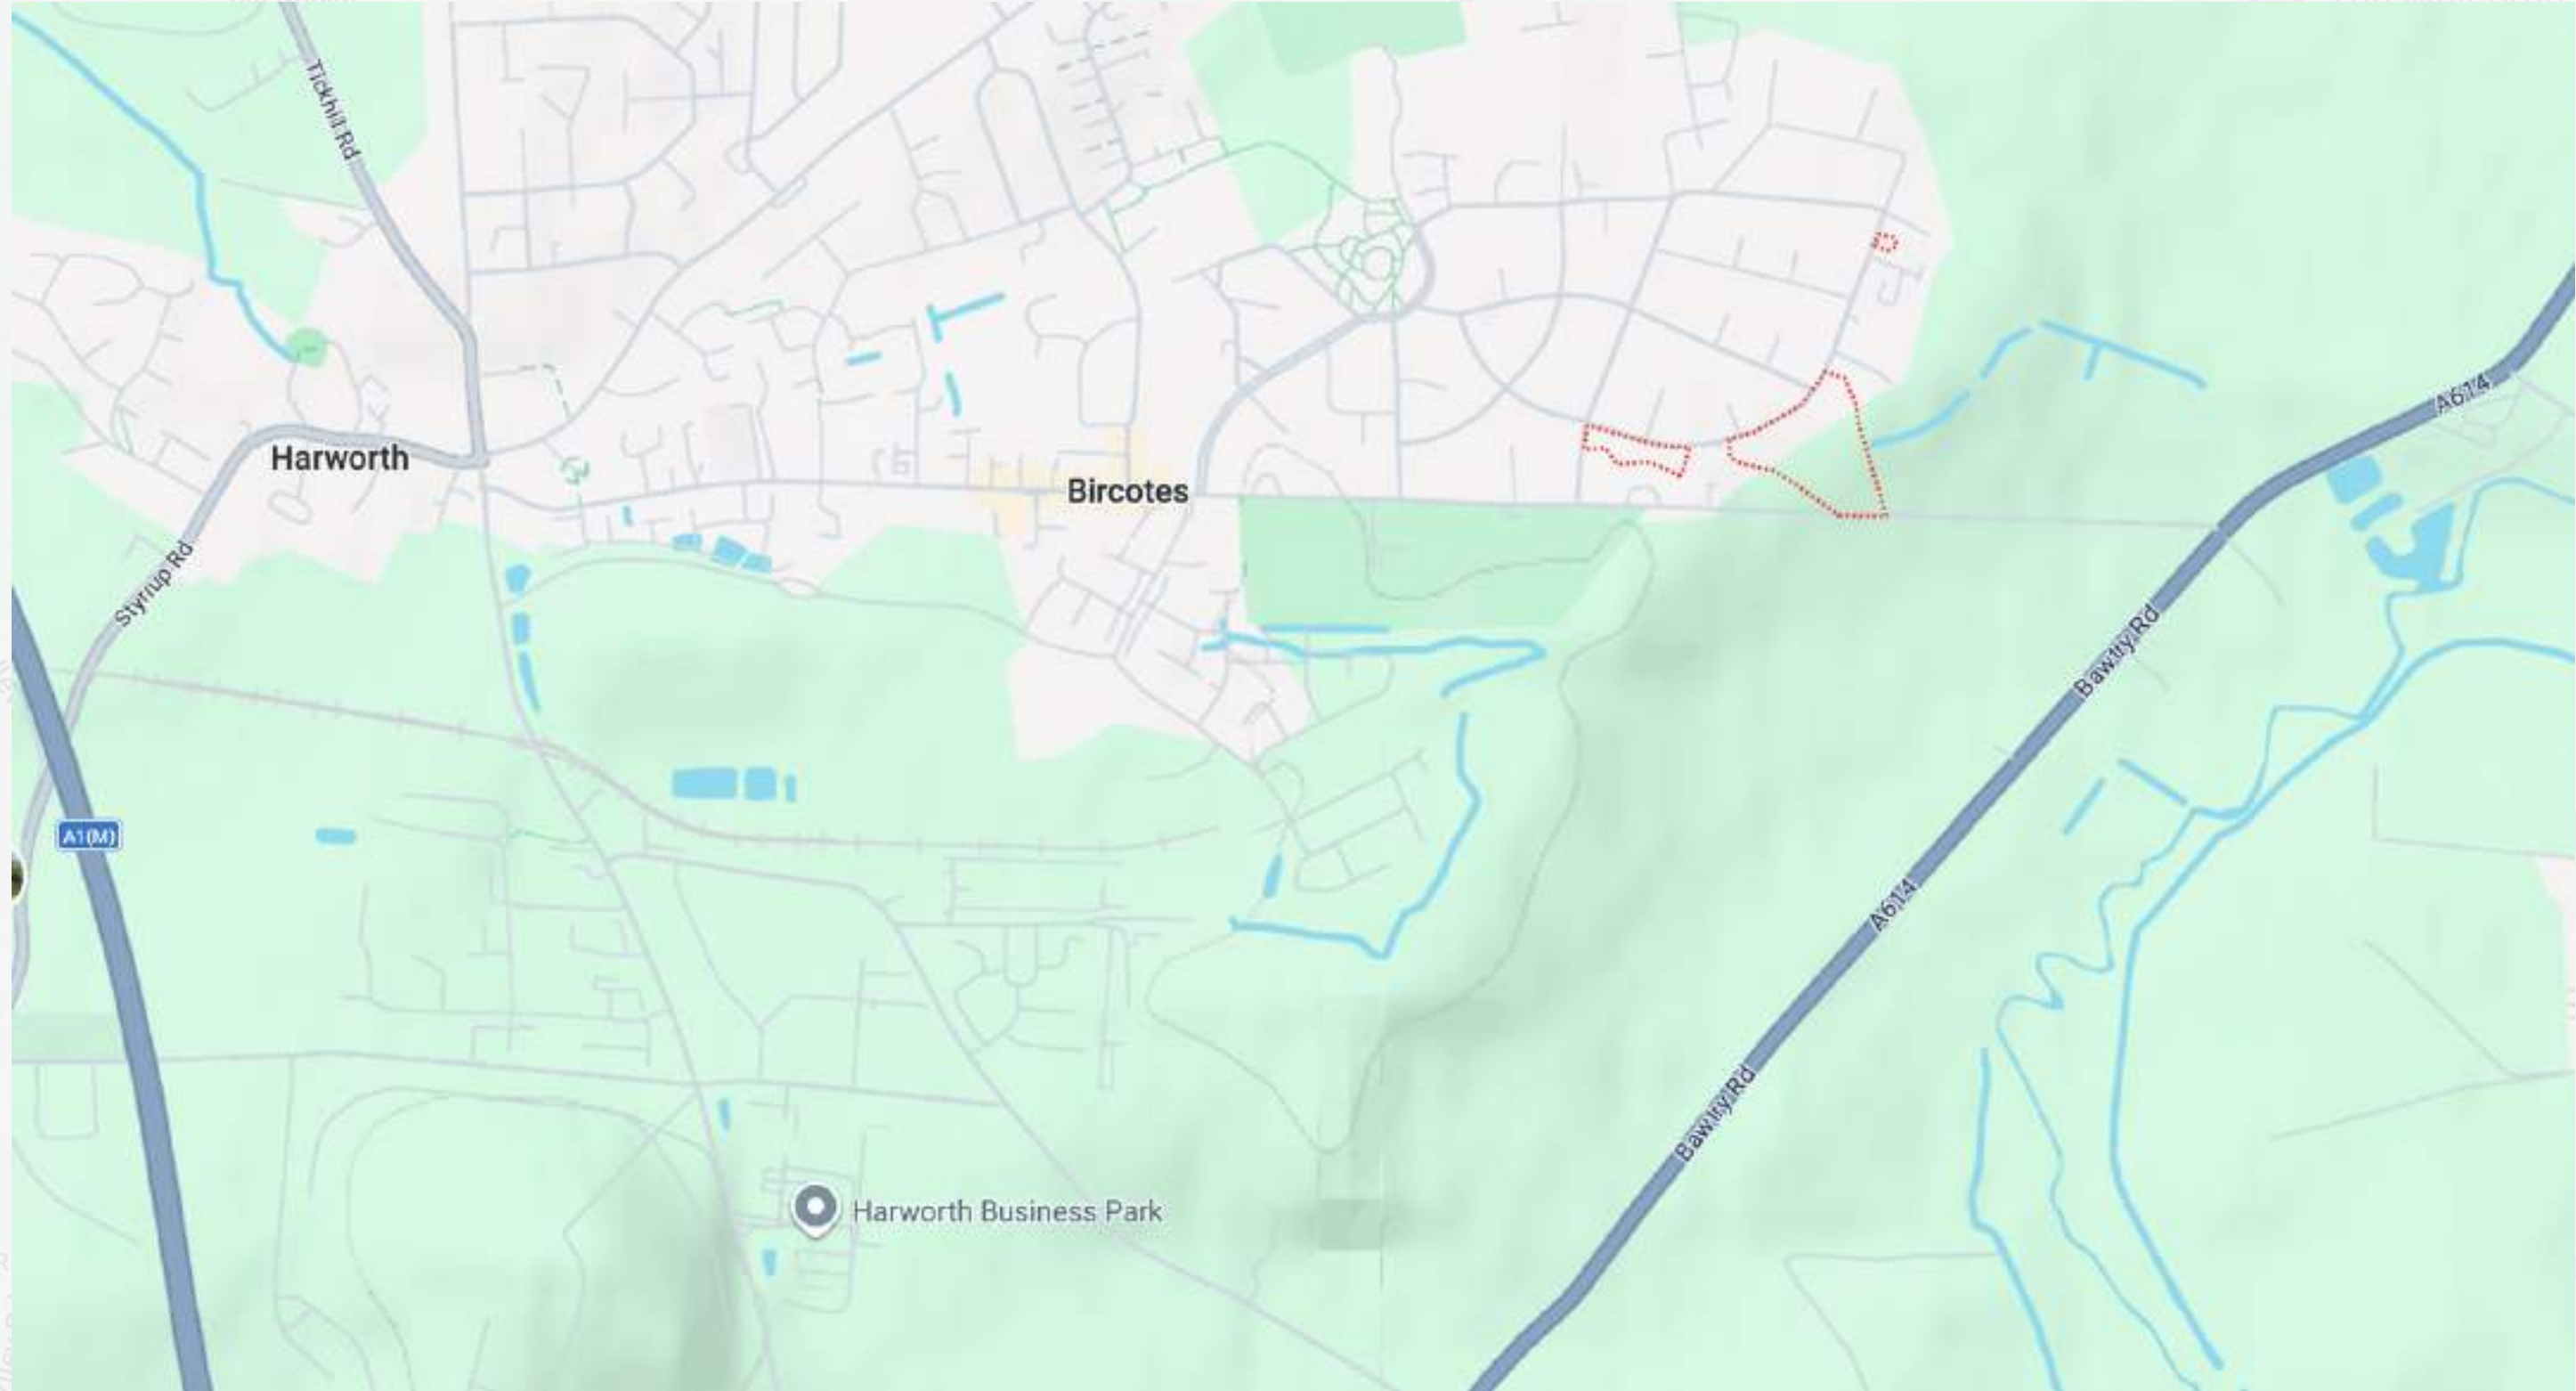 Tickhill Rd
A614
Harworth
Bircotes
Styrrup Rd
Bawtry Rd
A1(M)
A614
Bawtry Rd
Harworth Business Park